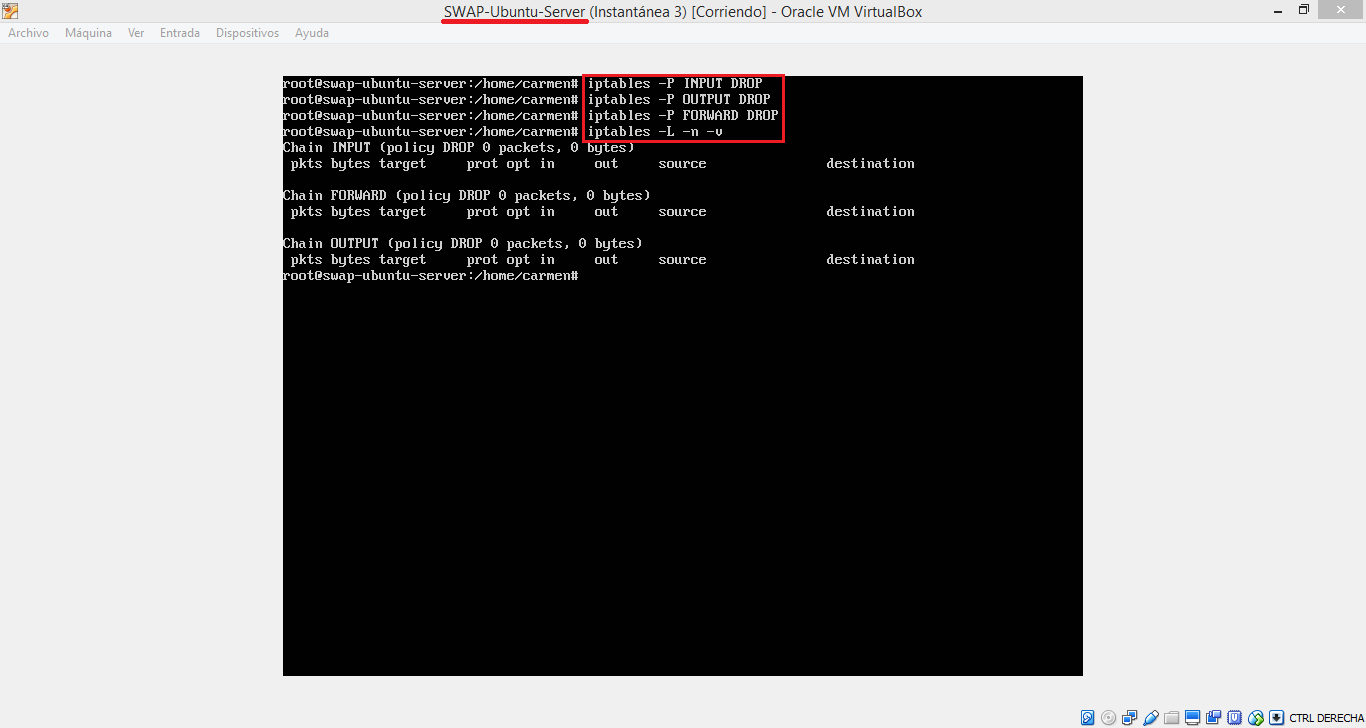 SWAP-Ubuntu-Server (Instantánea 3) [Corriendo] - Oracle VM VirtualBox
Archivo Máquina Ver Entrada Dispositivos Ayuda
root@swap-ubuntu-server:/home/carmen# iptables -P INPUT DROP
root@swap-ubuntu-server:/home/carmen# iptables -P OUTPUT DROP
root@swap-ubuntu-server:/home/carmen# iptables -P FORWARD DROP
root@swap-ubuntu-server:/home/carmen# iptables -L -n -v
Chain INPUT (policy DROP 0 packets, 0 bytes)
 pkts bytes target     prot opt in     out     source               destination

Chain FORWARD (policy DROP 0 packets, 0 bytes)
 pkts bytes target     prot opt in     out     source               destination

Chain OUTPUT (policy DROP 0 packets, 0 bytes)
 pkts bytes target     prot opt in     out     source               destination
root@swap-ubuntu-server:/home/carmen#
CTRL DERECHA